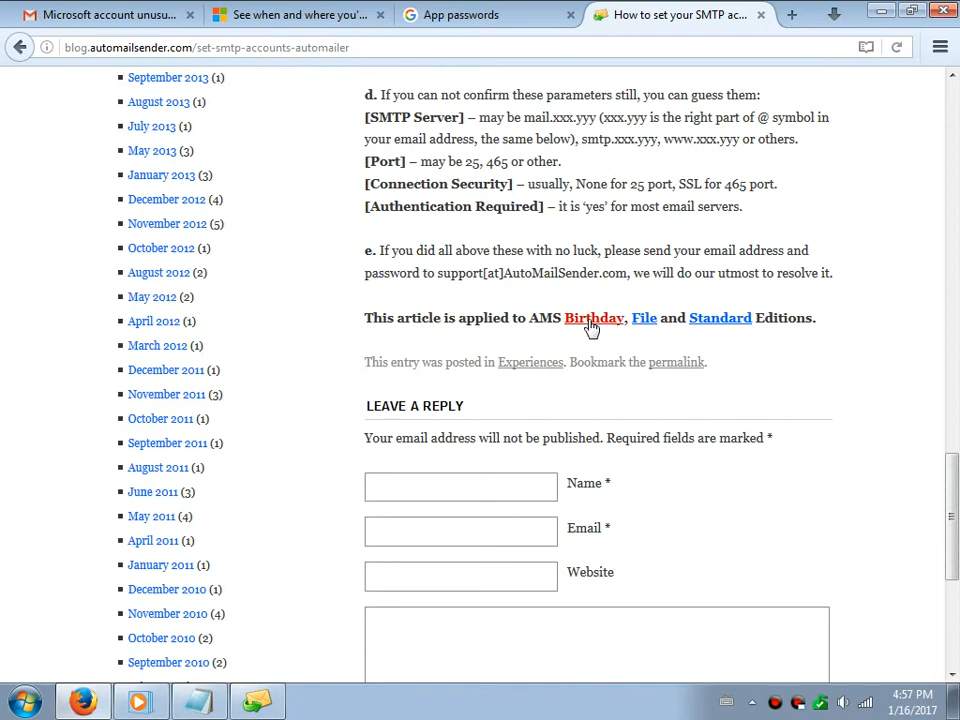 Microsoft account unusu...
See when and where you'...
App passwords
How to set your SMTP ac...
blog.automailsender.com/set-smtp-accounts-automailer
September 2013 (1)
August 2013 (1)
July 2013 (1)
May 2013 (3)
January 2013 (3)
December 2012 (4)
November 2012 (5)
October 2012 (1)
August 2012 (2)
May 2012 (2)
April 2012 (1)
March 2012 (1)
December 2011 (1)
November 2011 (3)
October 2011 (1)
September 2011 (1)
August 2011 (1)
June 2011 (3)
May 2011 (4)
April 2011 (1)
January 2011 (1)
December 2010 (1)
November 2010 (4)
October 2010 (2)
September 2010 (2)
d. If you can not confirm these parameters still, you can guess them:
[SMTP Server] – may be mail.xxx.yyy (xxx.yyy is the right part of @ symbol in
your email address, the same below), smtp.xxx.yyy, www.xxx.yyy or others.
[Port] – may be 25, 465 or other.
[Connection Security] – usually, None for 25 port, SSL for 465 port.
[Authentication Required] – it is 'yes' for most email servers.
e. If you did all above these with no luck, please send your email address and
password to support[at]AutoMailSender.com, we will do our utmost to resolve it.
This article is applied to AMS Birthday, File and Standard Editions.
This entry was posted in Experiences. Bookmark the permalink.
LEAVE A REPLY
Your email address will not be published. Required fields are marked *
Name *
Email *
Website
4:57 PM
1/16/2017